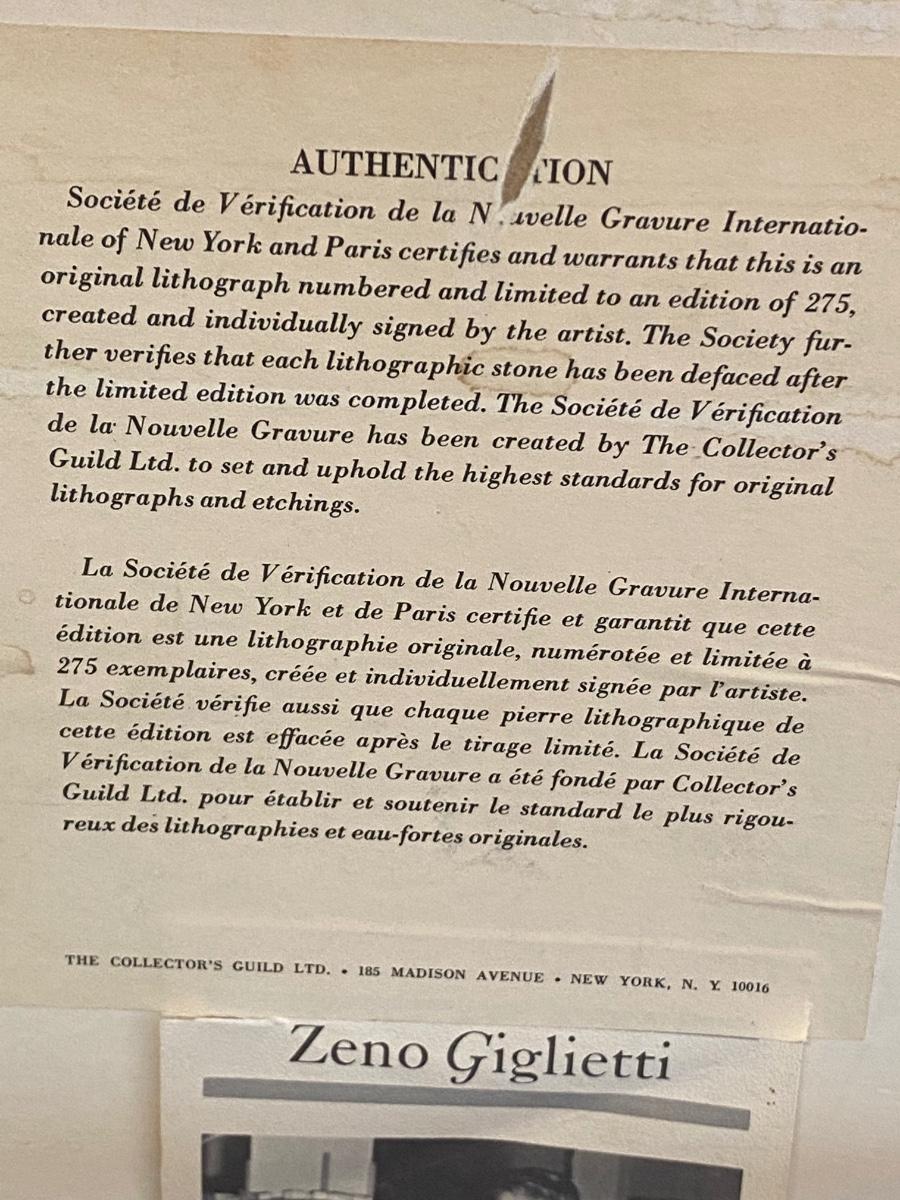 AUTHENTIC TION
Société de Vérification de la N uvelle Gravure Internatio-
nale of New York and Paris certifies and warrants that this is an
original lithograph numbered and limited to an edition of 275,
created and individually signed by the artist. The Society fur-
ther verifies that each lithographic stone has been defaced after
the limited edition was completed. The Société de Vérification
de la Nouvelle Gravure has been created by The Collector's
Guild Ltd. to set and uphold the highest standards for original
lithographs and etchings.
La Société de Vérification de la Nouvelle Gravure Interna-
tionale de New York et de Paris certifie et garantit que cette
édition est une lithographie originale, numérotée et limitée à
275 exemplaires, créée et individuellement signée par l'artiste.
La Société vérifie aussi que chaque pierre lithographique de
cette édition est effacée après le tirage limité. La Société de
Vérification de la Nouvelle Gravure a été fondé par Collector's
Guild Ltd. pour établir et soutenir le standard le plus rigou-
reux des lithographies et eau-fortes originales.
THE COLLECTOR'S GUILD LTD. • 185 MADISON AVENUE • NEW YORK, N. Y. 10016
Zeno Giglietti